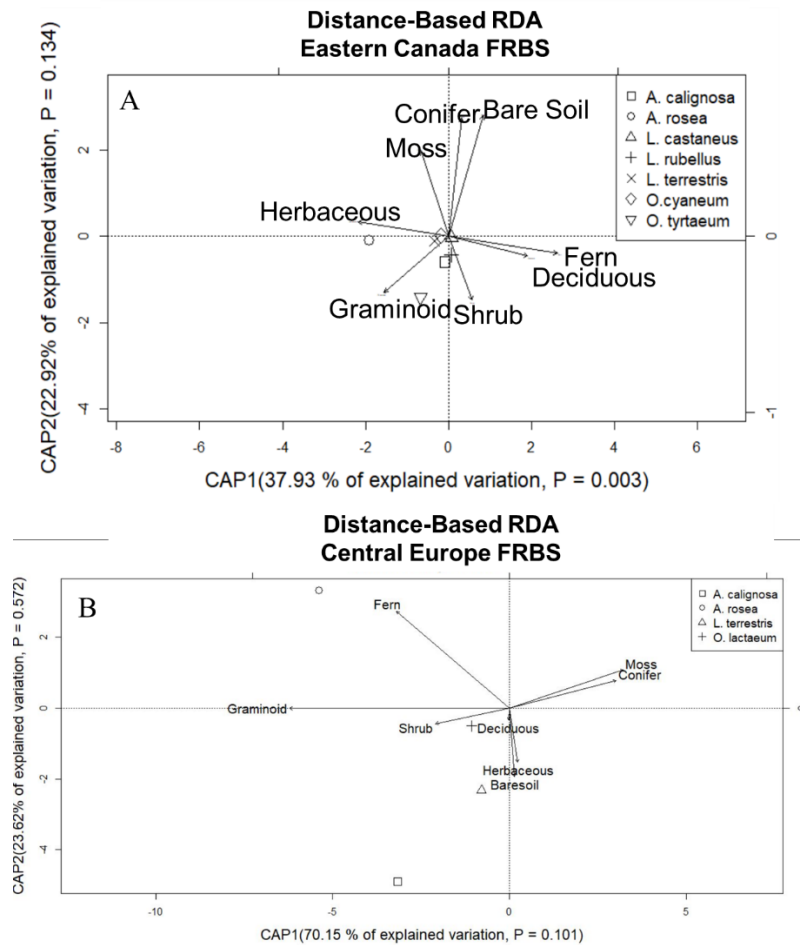 Distance-Based RDA
Eastern Canada FRBS
A
Conifer
Bare Soil
Moss
Herbaceous
Fern
Deciduous
Graminoid
Shrub
A. calignosa
A. rosea
L. castaneus
L. rubellus
L. terrestris
O.cyaneum
O. tyrtaeum
2
0
-2
-4
0
-1
-8
-6
-4
-2
0
2
4
6
CAP2(22.92% of explained variation, P = 0.134)
CAP1(37.93 % of explained variation, P = 0.003)
Distance-Based RDA
Central Europe FRBS
B
Fern
Moss
Conifer
Graminoid
Shrub
Deciduous
Herbaceous
Baresoil
A. calignosa
A. rosea
L. terrestris
O. lactaeum
2
0
-2
-4
0
-10
-5
0
5
CAP2(23.62% of explained variation, P = 0.572)
CAP1(70.15 % of explained variation, P = 0.101)